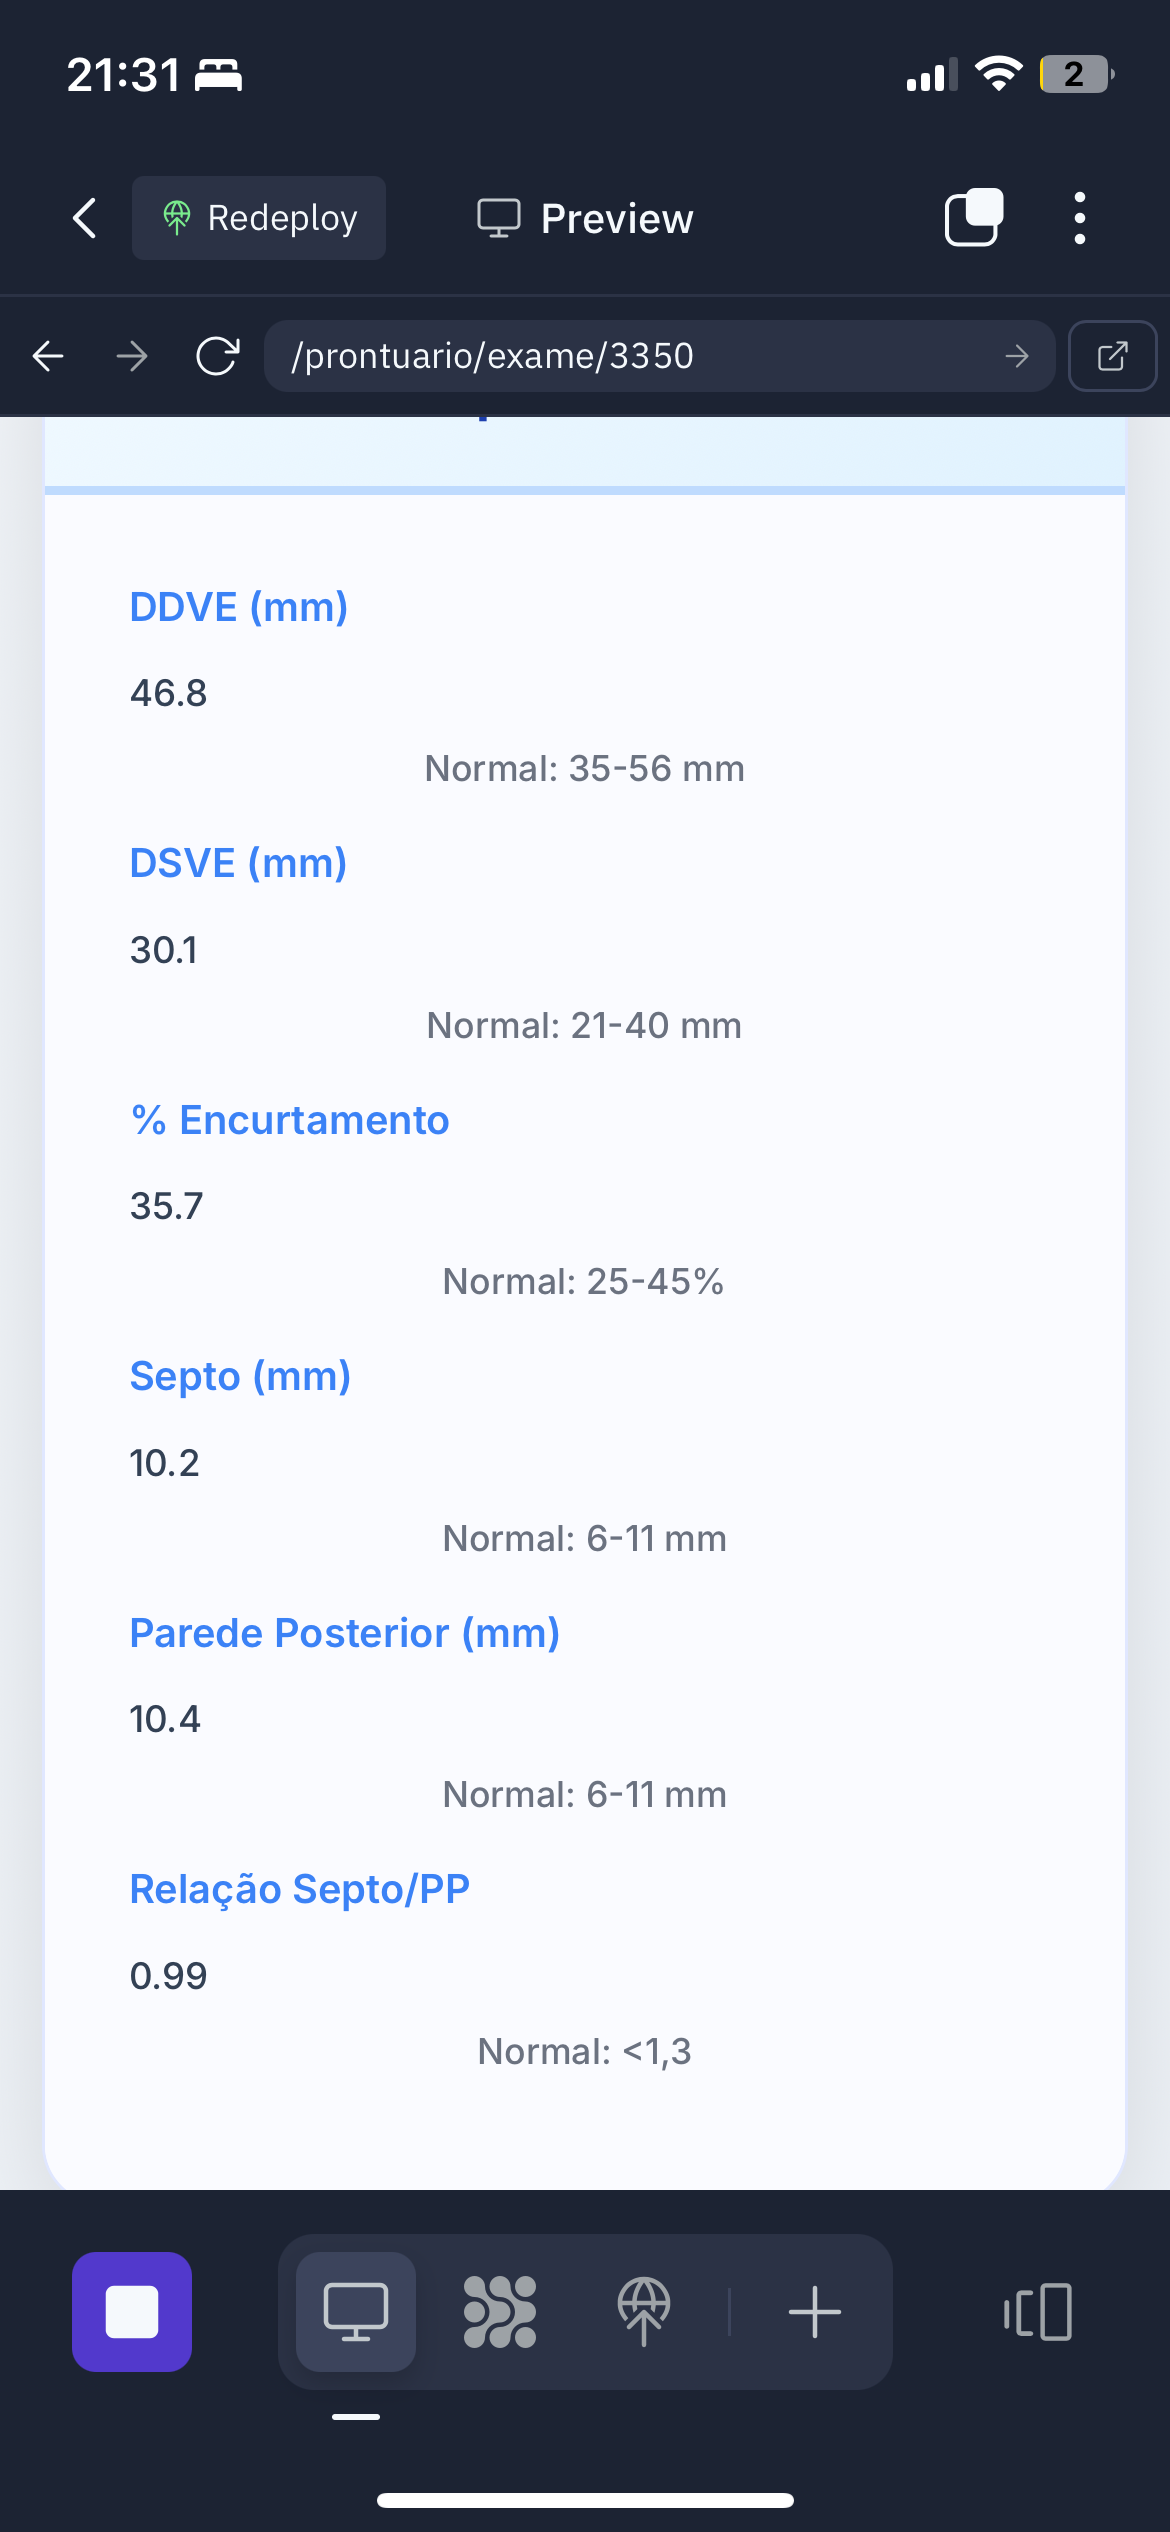 21:31
2
Redeploy
Preview
/prontuario/exame/3350
DDVE (mm)
46.8
Normal: 35-56 mm
DSVE (mm)
30.1
Normal: 21-40 mm
% Encurtamento
35.7
Normal: 25-45%
Septo (mm)
10.2
Normal: 6-11 mm
Parede Posterior (mm)
10.4
Normal: 6-11 mm
Relação Septo/PP
0.99
Normal: <1,3